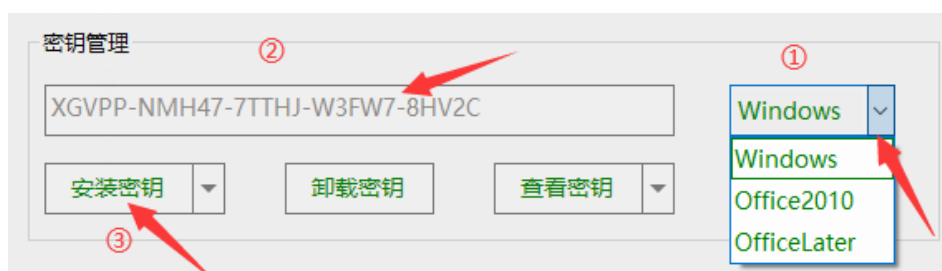 密钥管理
②
①
XGVPP-NMH47-7TTHJ-W3FW7-8HV2C
Windows
Windows
安装密钥
卸载密钥
查看密钥
Office2010
③
OfficeLater